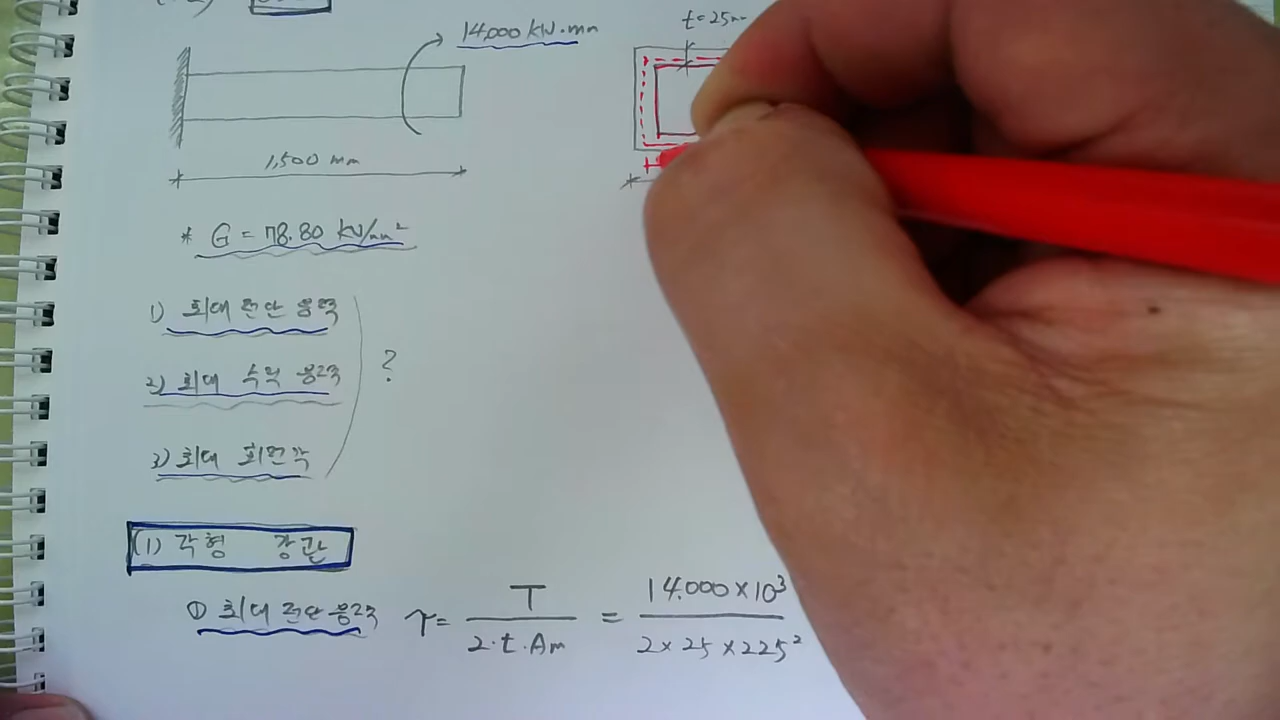 14,000 kN·mm
t=25m
1,500 mm
* G = 78.80 kN/mm²
1) 최대 전단 응력
2) 최대 수직 응력
3) 최대 회전각
?
(1) 각형 강관
① 최대 전단응력 τ = T / 2·t·Am = 14.000×10³ / 2×25×225²